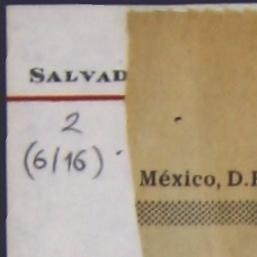 SALVAD
2
(6/16)
México, D.F